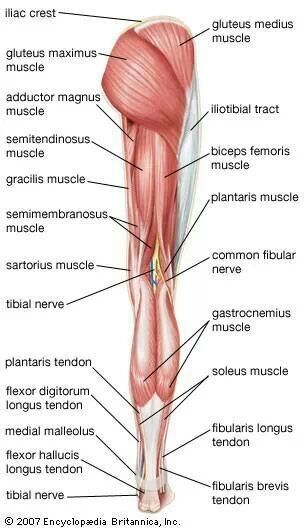 iliac crest
gluteus maximus
muscle
adductor magnus
muscle
semitendinosus
muscle
gracilis muscle
semimembranosus
muscle
sartorius muscle
tibial nerve
plantaris tendon
flexor digitorum
longus tendon
medial malleolus
flexor hallucis
longus tendon
tibial nerve
gluteus medius
muscle
iliotibial tract
biceps femoris
muscle
plantaris muscle
common fibular
nerve
gastrocnemius
muscle
soleus muscle
fibularis longus
tendon
fibularis brevis
tendon
© 2007 Encyclopædia Britannica, Inc.